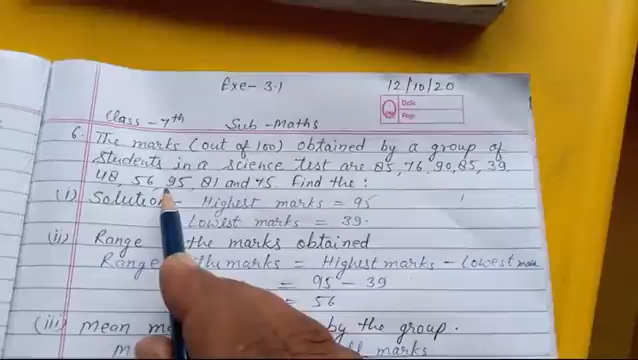 Exe-3.1
12/10/20
Class-7th Sub-Maths
Date
Page
6. The marks (out of 100) obtained by a group of
Students in a science test are 85, 76, 90, 85, 39,
48, 56, 95, 81 and 75. Find the :
(i) Solution- Highest marks = 95
Lowest marks = 39.
(ii) Range the marks obtained
Range the marks = Highest marks - Lowest
= 95 - 39
= 56
(iii) Mean by the group.
marks